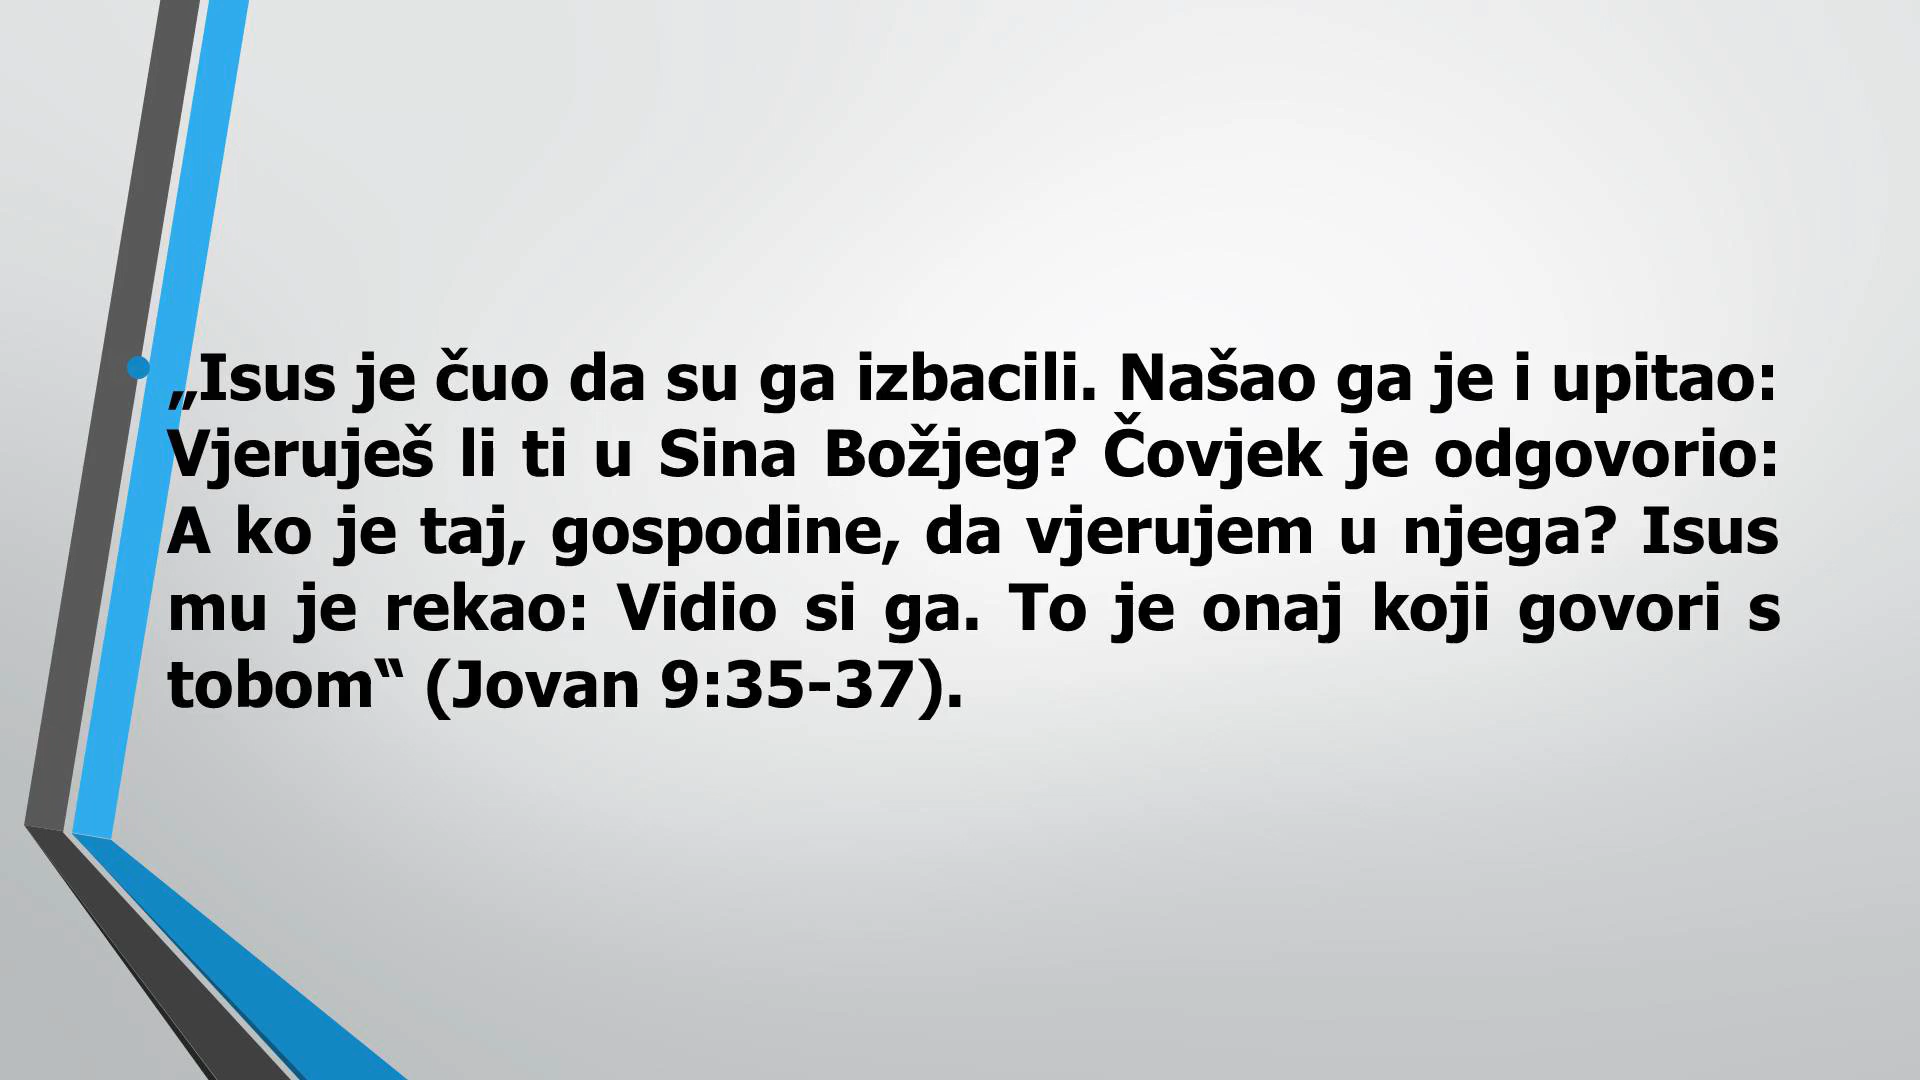 „Isus je čuo da su ga izbacili. Našao ga je i upitao:
Vjeruješ li ti u Sina Božjeg? Čovjek je odgovorio:
A ko je taj, gospodine, da vjerujem u njega? Isus
mu je rekao: Vidio si ga. To je onaj koji govori s
tobom‟ (Jovan 9:35-37).